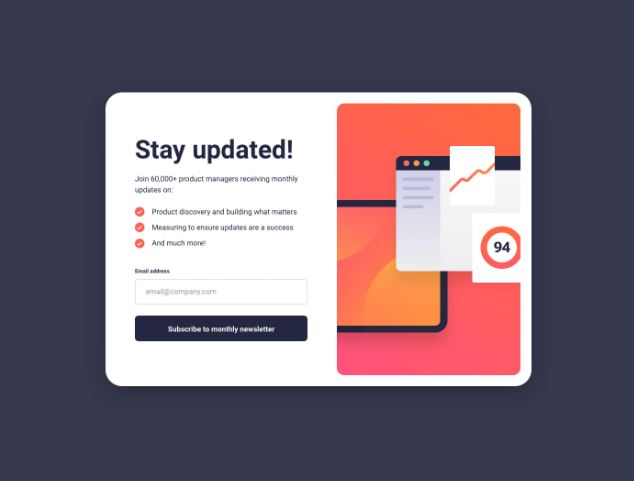 Stay updated!
Join 60,000+ product managers receiving monthly
updates on:
Product discovery and building what matters
Measuring to ensure updates are a success
And much more!
Email address
email@company.com
Subscribe to monthly newsletter
94